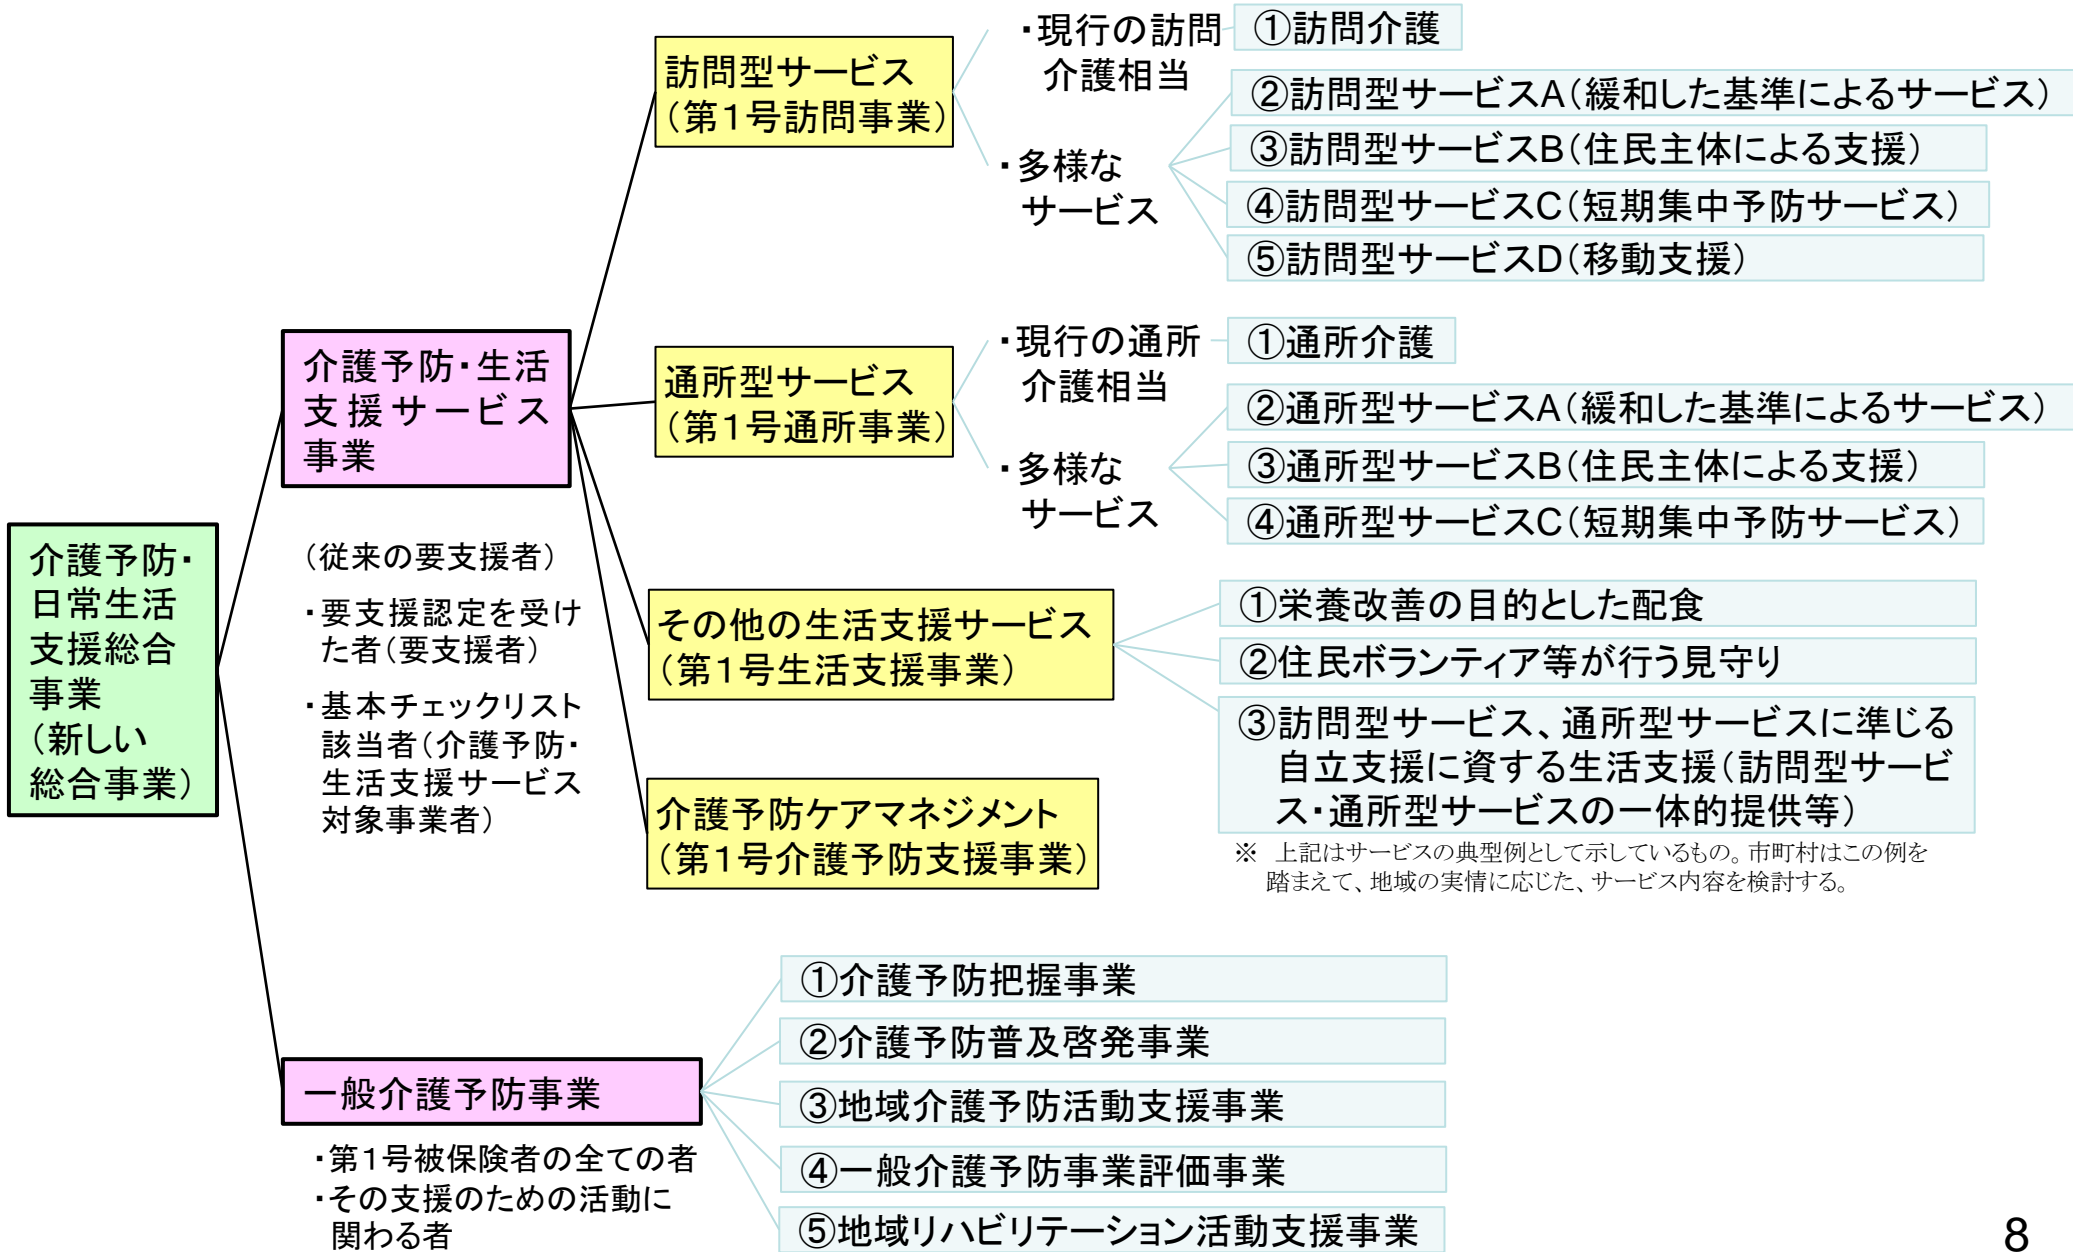 介護予防・
日常生活
支援総合
事業
（新しい
総合事業）
介護予防・生活
支援サービス
事業
（従来の要支援者）
・要支援認定を受け
た者（要支援者）
・基本チェックリスト
該当者（介護予防・
生活支援サービス
対象事業者）
訪問型サービス
（第１号訪問事業）
・現行の訪問
介護相当
①訪問介護
・多様な
サービス
②訪問型サービスA（緩和した基準によるサービス）
③訪問型サービスB（住民主体による支援）
④訪問型サービスC（短期集中予防サービス）
⑤訪問型サービスD（移動支援）
通所型サービス
（第１号通所事業）
・現行の通所
介護相当
①通所介護
・多様な
サービス
②通所型サービスA（緩和した基準によるサービス）
③通所型サービスB（住民主体による支援）
④通所型サービスC（短期集中予防サービス）
その他の生活支援サービス
（第１号生活支援事業）
①栄養改善の目的とした配食
②住民ボランティア等が行う見守り
③訪問型サービス、通所型サービスに準じる
自立支援に資する生活支援（訪問型サービ
ス・通所型サービスの一体的提供等）
介護予防ケアマネジメント
（第１号介護予防支援事業）
※　上記はサービスの典型例として示しているもの。市町村はこの例を
踏まえて、地域の実情に応じた、サービス内容を検討する。
一般介護予防事業
・第１号被保険者の全ての者
・その支援のための活動に
関わる者
①介護予防把握事業
②介護予防普及啓発事業
③地域介護予防活動支援事業
④一般介護予防事業評価事業
⑤地域リハビリテーション活動支援事業
8